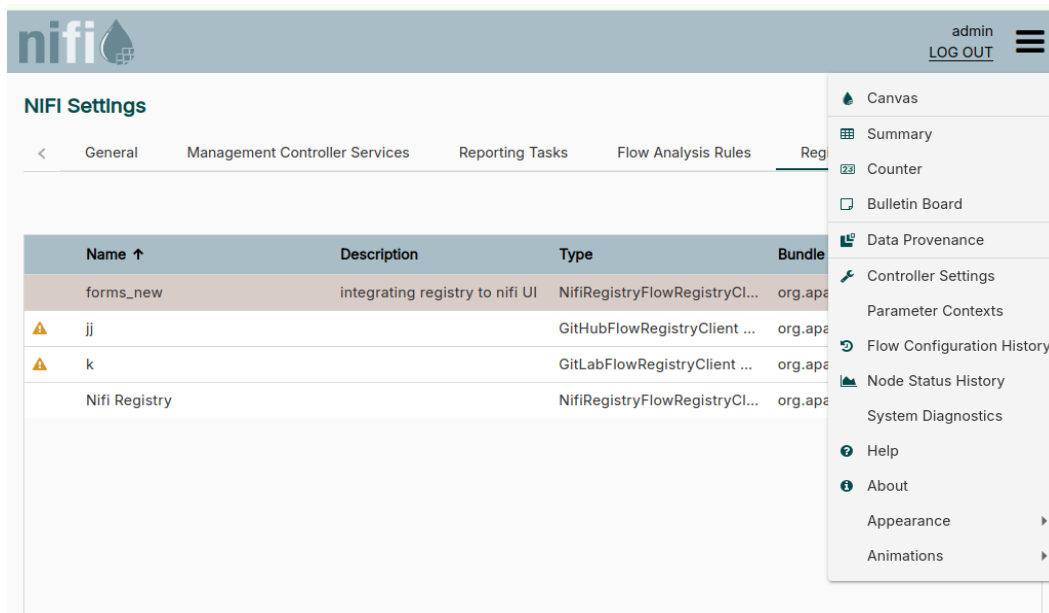 nifi
admin
LOG OUT
NIFI Settings
General Management Controller Services Reporting Tasks Flow Analysis Rules Regi
Name ↑ Description Type Bundle
forms_new integrating registry to nifi UI NifiRegistryFlowRegistryCl... org.apa
jj GitHubFlowRegistryClient ... org.apa
k GitLabFlowRegistryClient ... org.apa
Nifi Registry NifiRegistryFlowRegistryCl... org.apa
Canvas
Summary
Counter
Bulletin Board
Data Provenance
Controller Settings
Parameter Contexts
Flow Configuration History
Node Status History
System Diagnostics
Help
About
Appearance
Animations